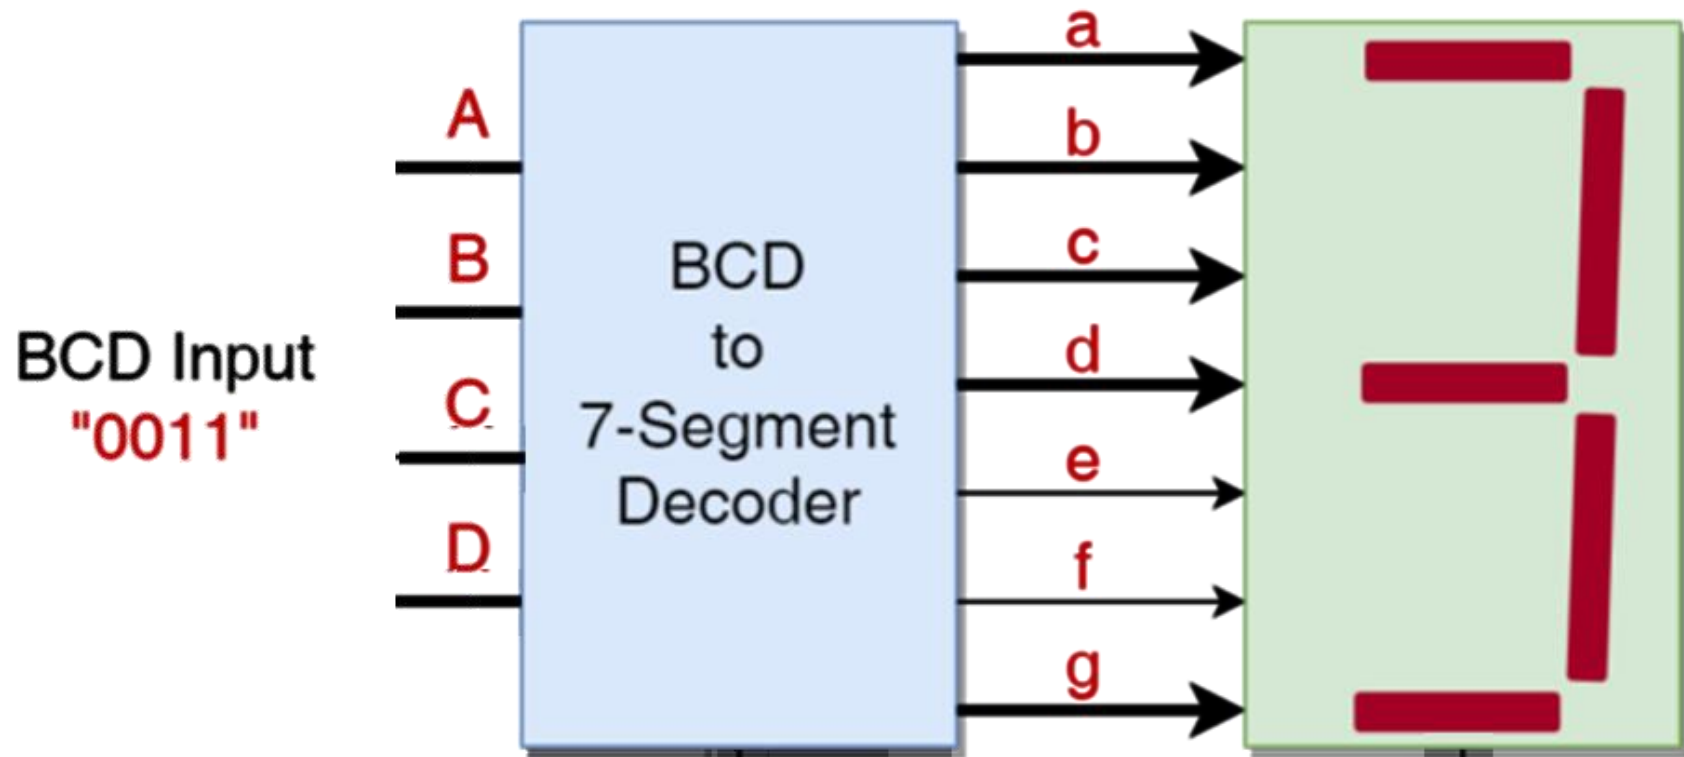 BCD Input
"0011"
A
B
C
D
BCD
to
7-Segment
Decoder
a
b
c
d
e
f
g